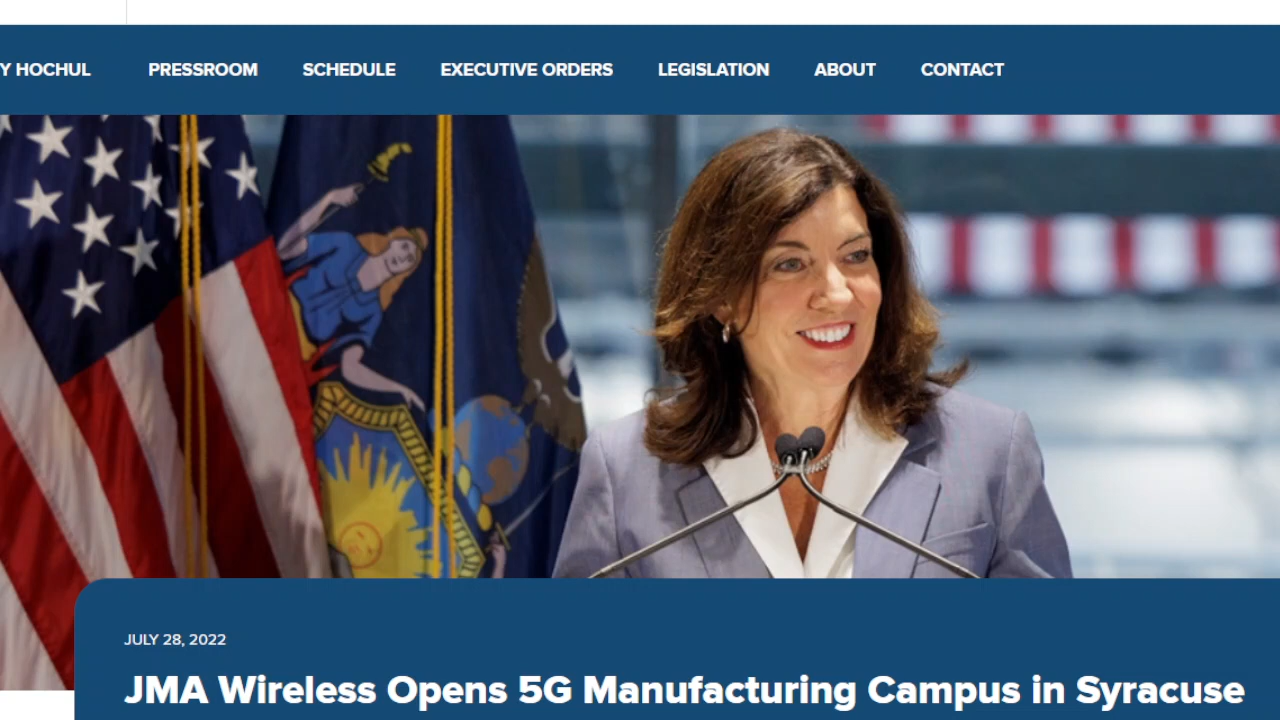 Y HOCHUL PRESSROOM SCHEDULE EXECUTIVE ORDERS LEGISLATION ABOUT CONTACT
JULY 28, 2022
JMA Wireless Opens 5G Manufacturing Campus in Syracuse